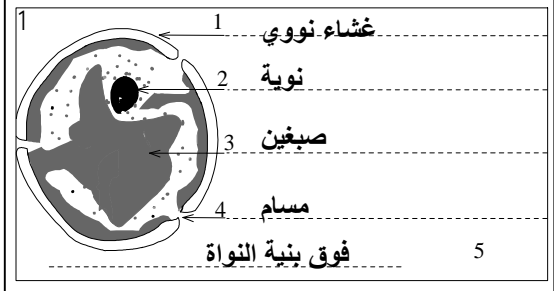 1
1 غشاء نووي
2 نوية
3 صبغين
4 مسام
5 فوق بنية النواة